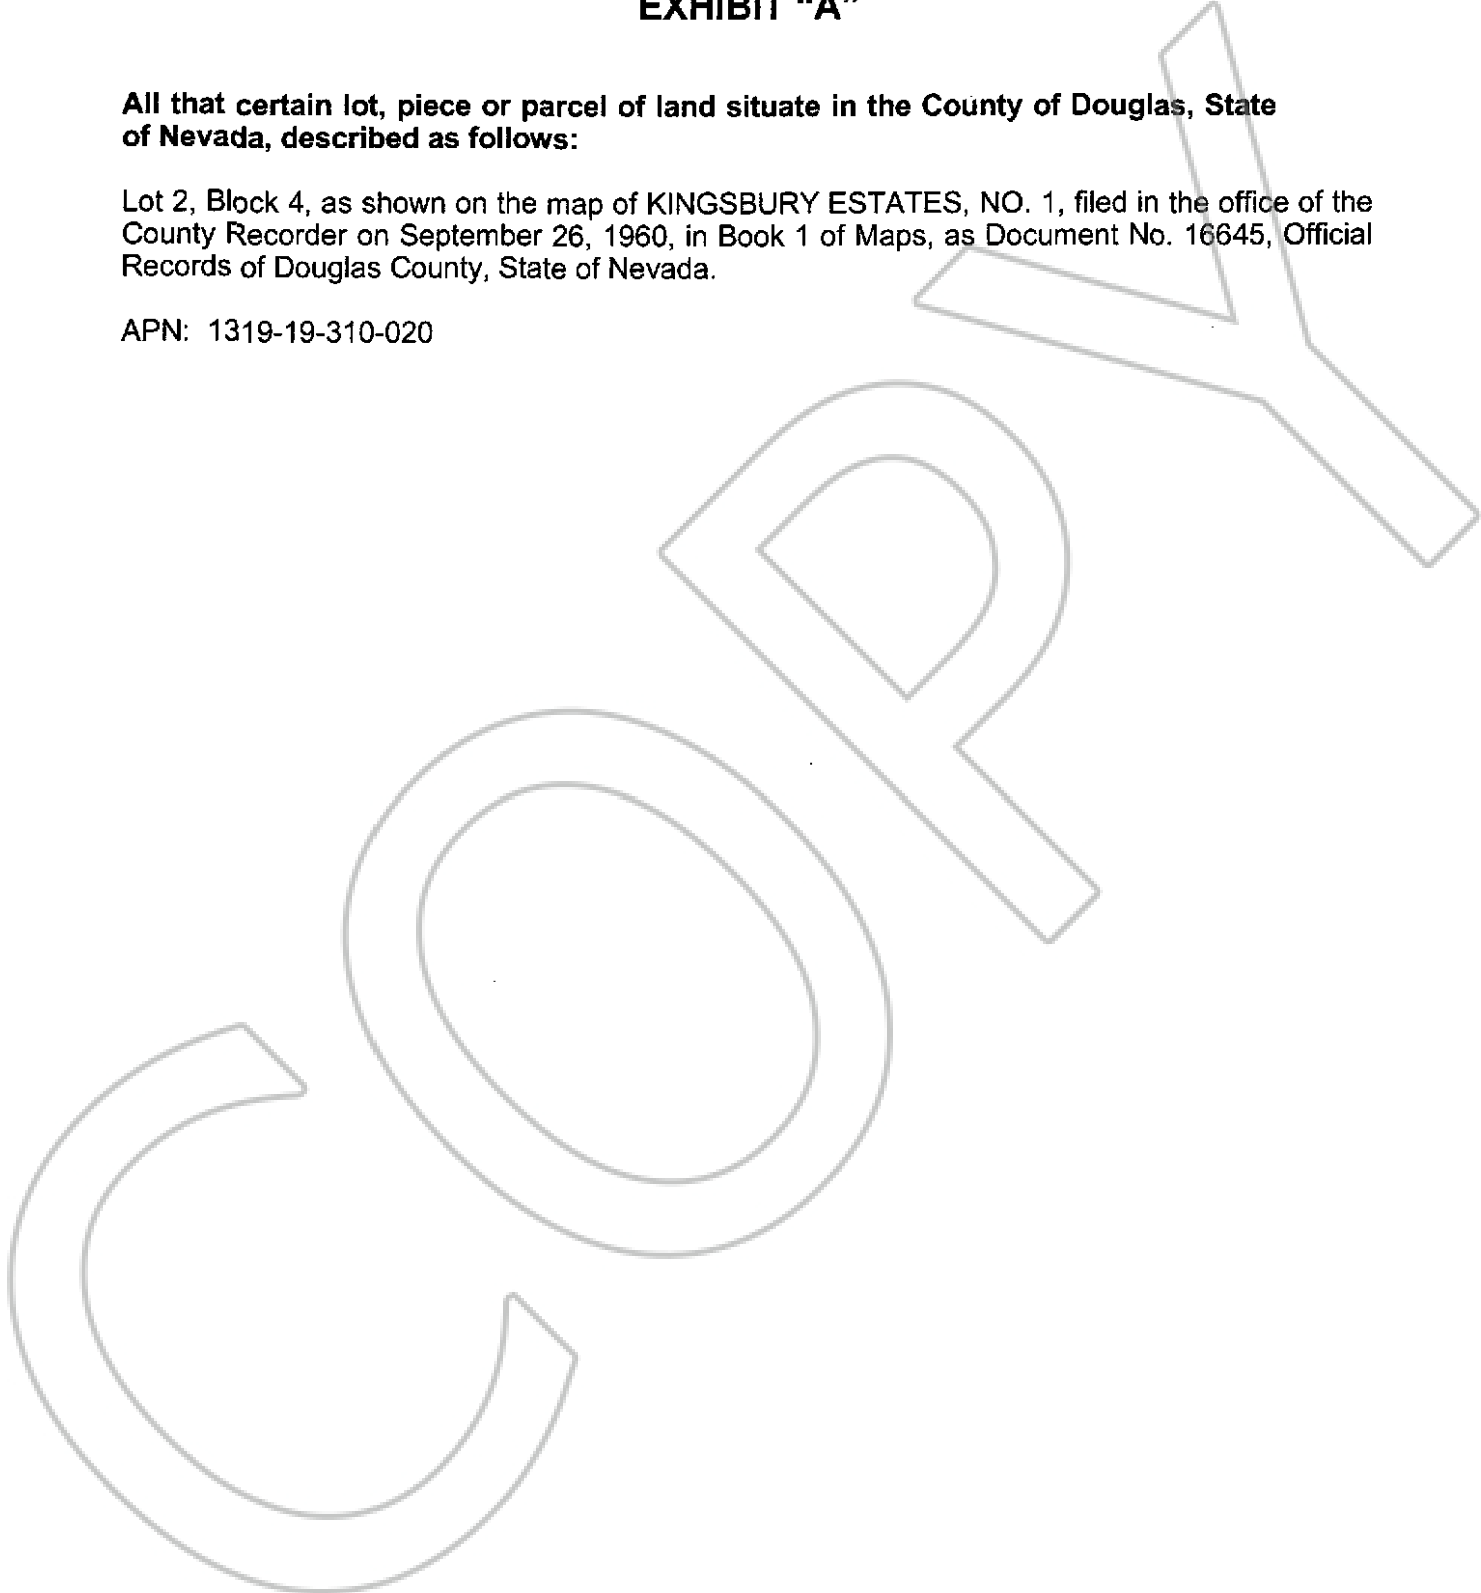 EXHIBIT “A”
All that certain lot, piece or parcel of land situate in the County of Douglas, State
of Nevada, described as follows:
Lot 2, Block 4, as shown on the map of KINGSBURY ESTATES, NO. 1, filed in the office of the
County Recorder on September 26, 1960, in Book 1 of Maps, as Document No. 16645, Official
Records of Douglas County, State of Nevada.
APN: 1319-19-310-020
COPY